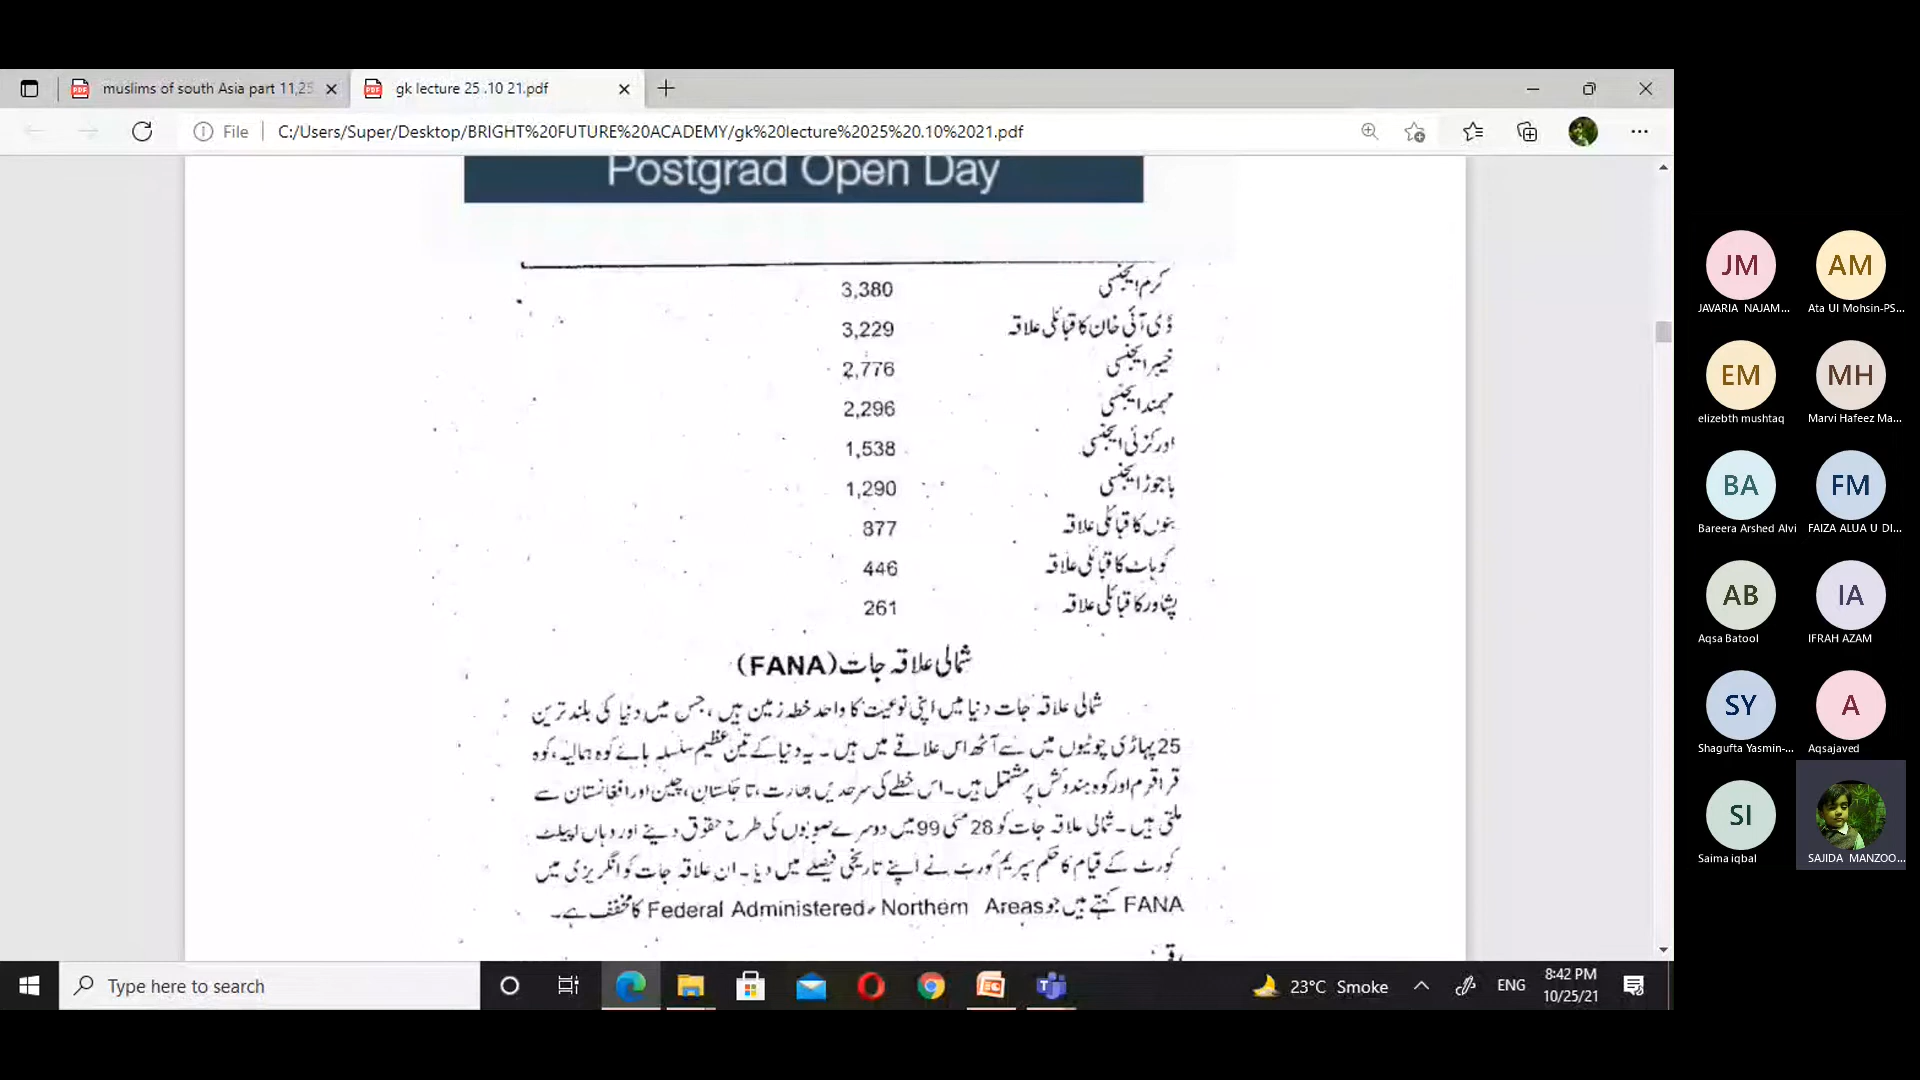 muslims of south Asia part 11,25
gk lecture 25 .10 21.pdf
File
C:/Users/Super/Desktop/BRIGHT%20FUTURE%20ACADEMY/gk%20lecture%2025%20.10%2021.pdf
Postgrad Open Day
کرم ایجنسی 3,380
ڈی آئی خان کا قبائلی علاقہ 3,229
خیبر ایجنسی 2,776
مہمند ایجنسی 2,296
اورکزئی ایجنسی 1,538
باجوڑ ایجنسی 1,290
بنوں کا قبائلی علاقہ 877
کوہاٹ کا قبائلی علاقہ 446
پشاور کا قبائلی علاقہ 261
شمالی علاقہ جات (FANA)
شمالی علاقہ جات دنیا میں اپنی نوعیت کا واحد خطہ زمین ہیں، جس میں دنیا کی بلند ترین
25 پہاڑی چوٹیوں میں سے آٹھ اس علاقے میں ہیں۔ یہ دنیا کے تین عظیم سلسلہ ہائے کوہ ہمالیہ، کوہ
قراقرم اور کوہ ہندوکش پر مشتمل ہیں۔ اس خطے کی سرحدیں بھارت، تاجکستان، چین اور افغانستان سے
ملتی ہیں۔ شمالی علاقہ جات کو 28 مئی 99 میں دوسرے صوبوں کی طرح حقوق دینے اور وہاں اپیلٹ
کورٹ کے قیام کا حکم سپریم کورٹ نے اپنے تاریخی فیصلے میں دیا۔ ان علاقہ جات کو انگریزی میں
FANA کہتے ہیں جو Federal Administered Northern Areas کا مخفف ہے۔
JM
JAVARIA NAJAM...
AM
Ata Ul Mohsin-PS...
EM
elizebth mushtaq
MH
Marvi Hafeez Ma...
BA
Bareera Arshed Alvi
FM
FAIZA ALUA U DI...
AB
Aqsa Batool
IA
IFRAH AZAM
SY
Shagufta Yasmin-...
A
Aqsajaved
SI
Saima iqbal
SAJIDA MANZOO...
Type here to search
23°C Smoke
ENG
8:42 PM
10/25/21